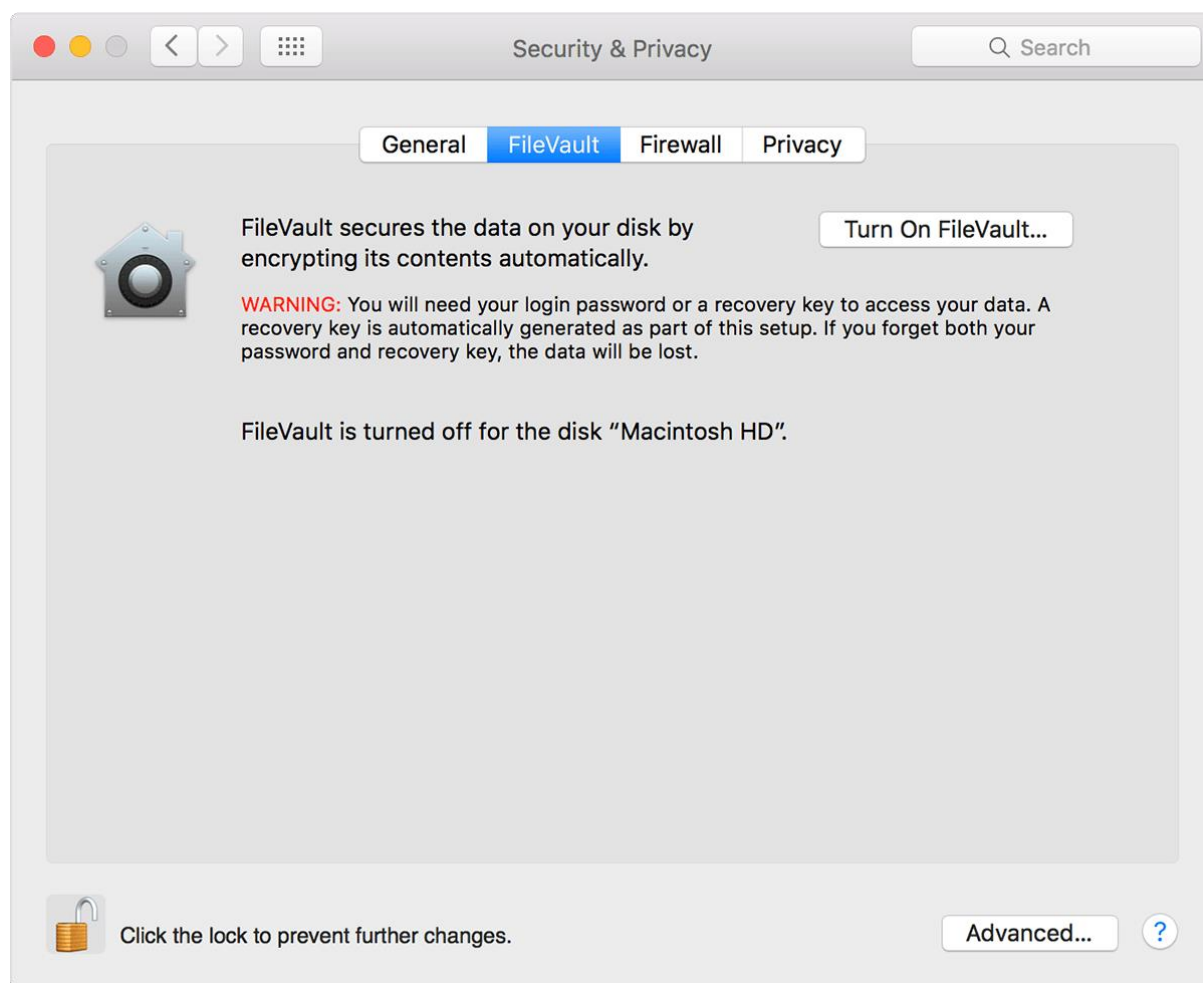 Security & Privacy
Search
General
FileVault
Firewall
Privacy
FileVault secures the data on your disk by
encrypting its contents automatically.
Turn On FileVault...
WARNING: You will need your login password or a recovery key to access your data. A
recovery key is automatically generated as part of this setup. If you forget both your
password and recovery key, the data will be lost.
FileVault is turned off for the disk “Macintosh HD”.
Click the lock to prevent further changes.
Advanced...
?